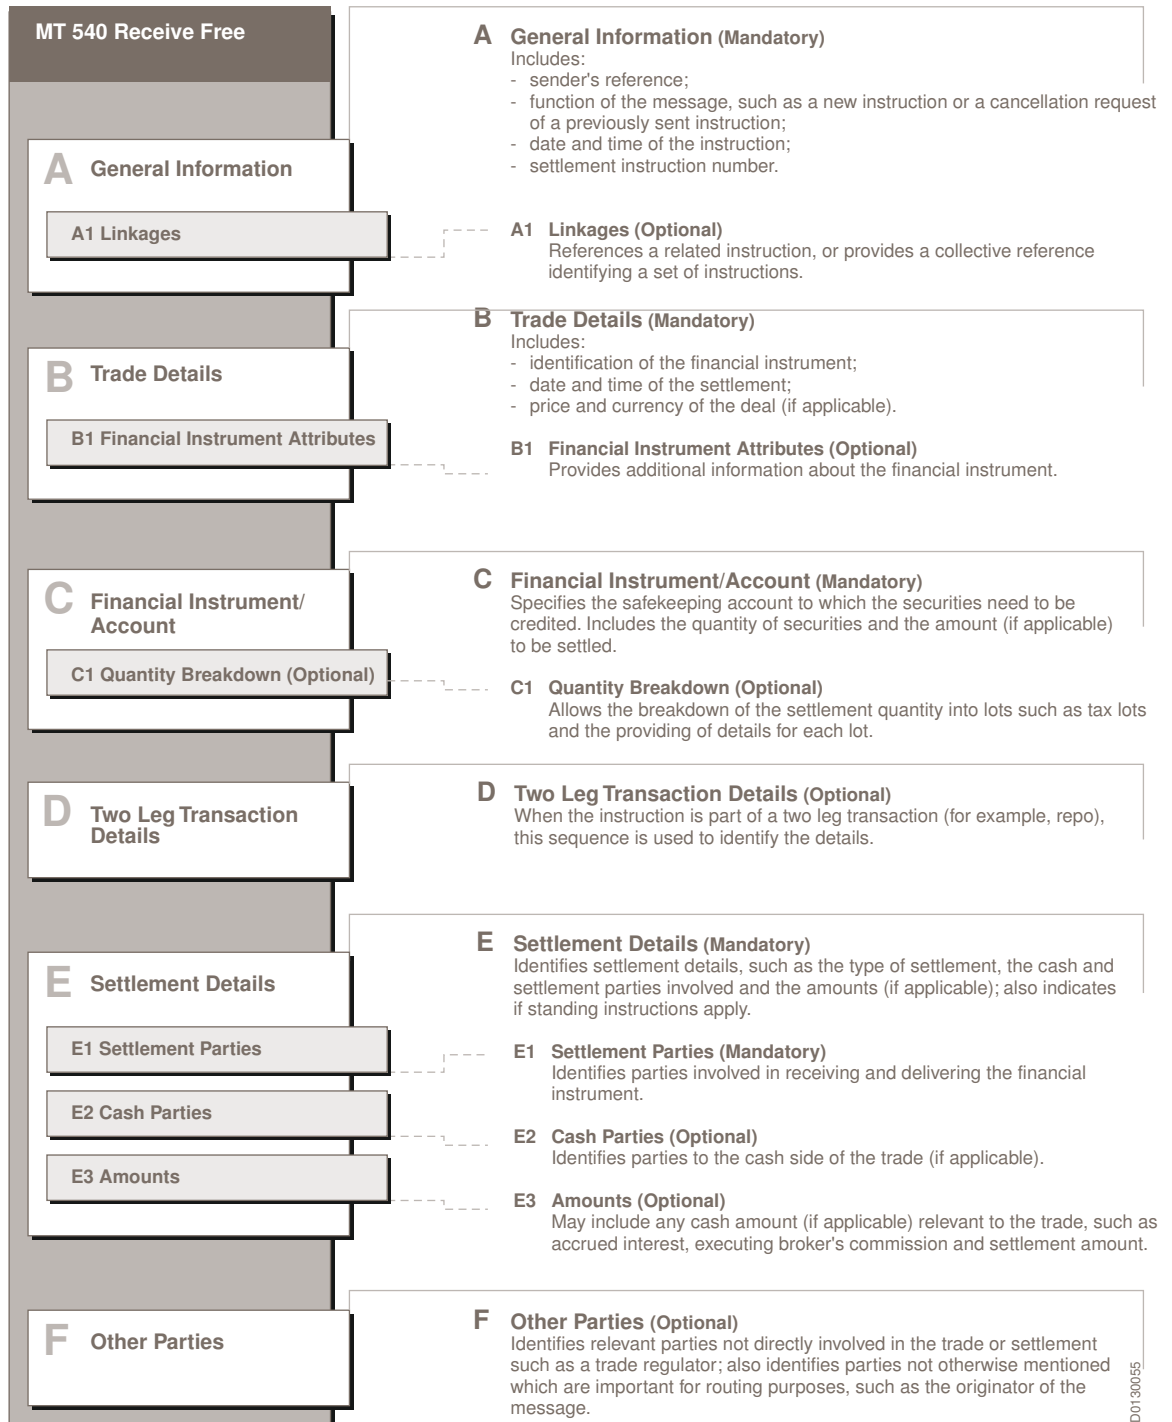 MT 540 Receive Free
A General Information
A1 Linkages
B Trade Details
B1 Financial Instrument Attributes
C Financial Instrument/
Account
C1 Quantity Breakdown (Optional)
D Two Leg Transaction
Details
E Settlement Details
E1 Settlement Parties
E2 Cash Parties
E3 Amounts
F Other Parties
A General Information (Mandatory)
Includes:
- sender's reference;
- function of the message, such as a new instruction or a cancellation request
of a previously sent instruction;
- date and time of the instruction;
- settlement instruction number.
A1 Linkages (Optional)
References a related instruction, or provides a collective reference
identifying a set of instructions.
B Trade Details (Mandatory)
Includes:
- identification of the financial instrument;
- date and time of the settlement;
- price and currency of the deal (if applicable).
B1 Financial Instrument Attributes (Optional)
Provides additional information about the financial instrument.
C Financial Instrument/Account (Mandatory)
Specifies the safekeeping account to which the securities need to be
credited. Includes the quantity of securities and the amount (if applicable)
to be settled.
C1 Quantity Breakdown (Optional)
Allows the breakdown of the settlement quantity into lots such as tax lots
and the providing of details for each lot.
D Two Leg Transaction Details (Optional)
When the instruction is part of a two leg transaction (for example, repo),
this sequence is used to identify the details.
E Settlement Details (Mandatory)
Identifies settlement details, such as the type of settlement, the cash and
settlement parties involved and the amounts (if applicable); also indicates
if standing instructions apply.
E1 Settlement Parties (Mandatory)
Identifies parties involved in receiving and delivering the financial
instrument.
E2 Cash Parties (Optional)
Identifies parties to the cash side of the trade (if applicable).
E3 Amounts (Optional)
May include any cash amount (if applicable) relevant to the trade, such as
accrued interest, executing broker's commission and settlement amount.
F Other Parties (Optional)
Identifies relevant parties not directly involved in the trade or settlement
such as a trade regulator; also identifies parties not otherwise mentioned
which are important for routing purposes, such as the originator of the
message.
D0130055